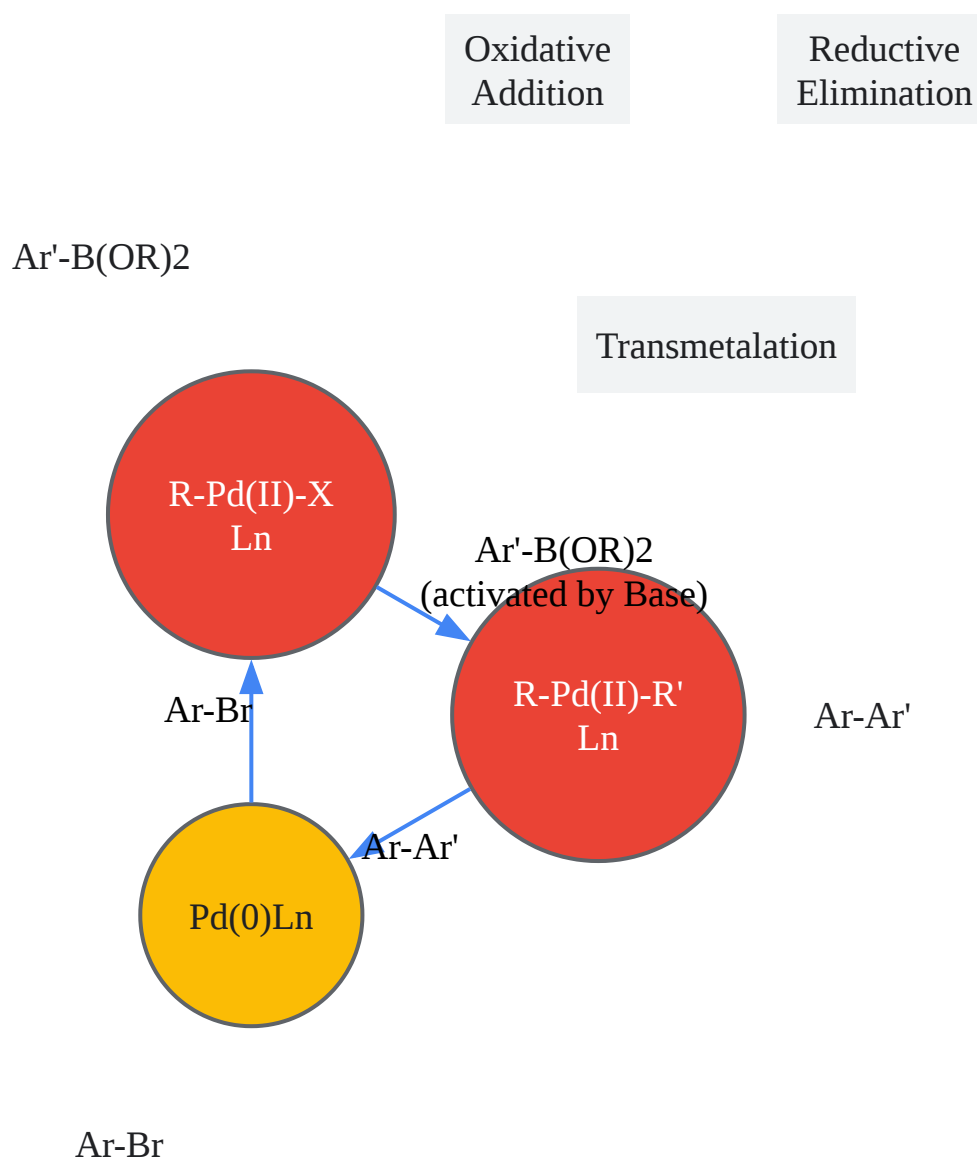 Oxidative
Addition
Reductive
Elimination
Ar'-B(OR)2
Transmetalation
R-Pd(II)-X
Ln
Ar'-B(OR)2
(activated by Base)
R-Pd(II)-R'
Ln
Ar-Br
Ar-Ar'
Ar-Ar'
Pd(0)Ln
Ar-Br